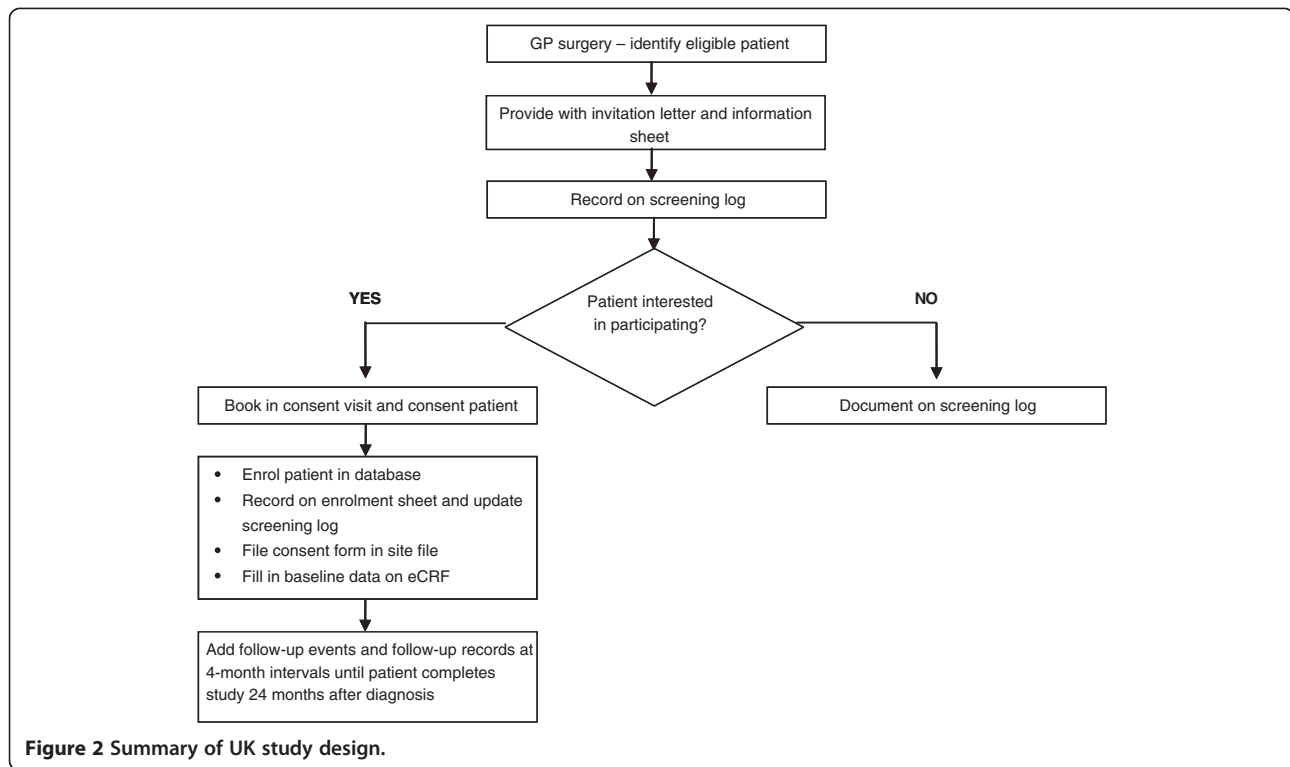 GP surgery – identify eligible patient
Provide with invitation letter and information
sheet
Record on screening log
Patient interested
in participating?
YES
NO
Book in consent visit and consent patient
Document on screening log
• Enrol patient in database
• Record on enrolment sheet and update
screening log
• File consent form in site file
• Fill in baseline data on eCRF
Add follow-up events and follow-up records at
4-month intervals until patient completes
study 24 months after diagnosis
Figure 2 Summary of UK study design.